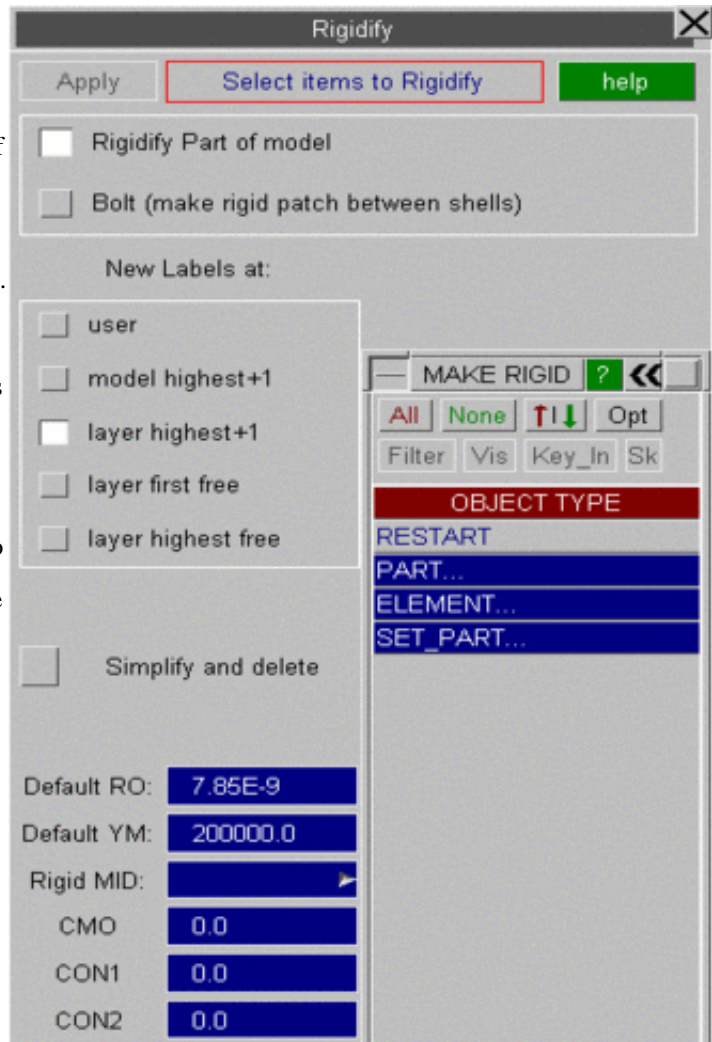 Rigidify
Apply
Select items to Rigidify
help
Rigidify Part of model
Bolt (make rigid patch between shells)
New Labels at:
user
model highest+1
layer highest+1
layer first free
layer highest free
Simplify and delete
Default RO: 7.85E-9
Default YM: 200000.0
Rigid MID:
CMO 0.0
CON1 0.0
CON2 0.0
MAKE RIGID ?
All None Opt
Filter Vis Key_In Sk
OBJECT TYPE
RESTART
PART...
ELEMENT...
SET_PART...